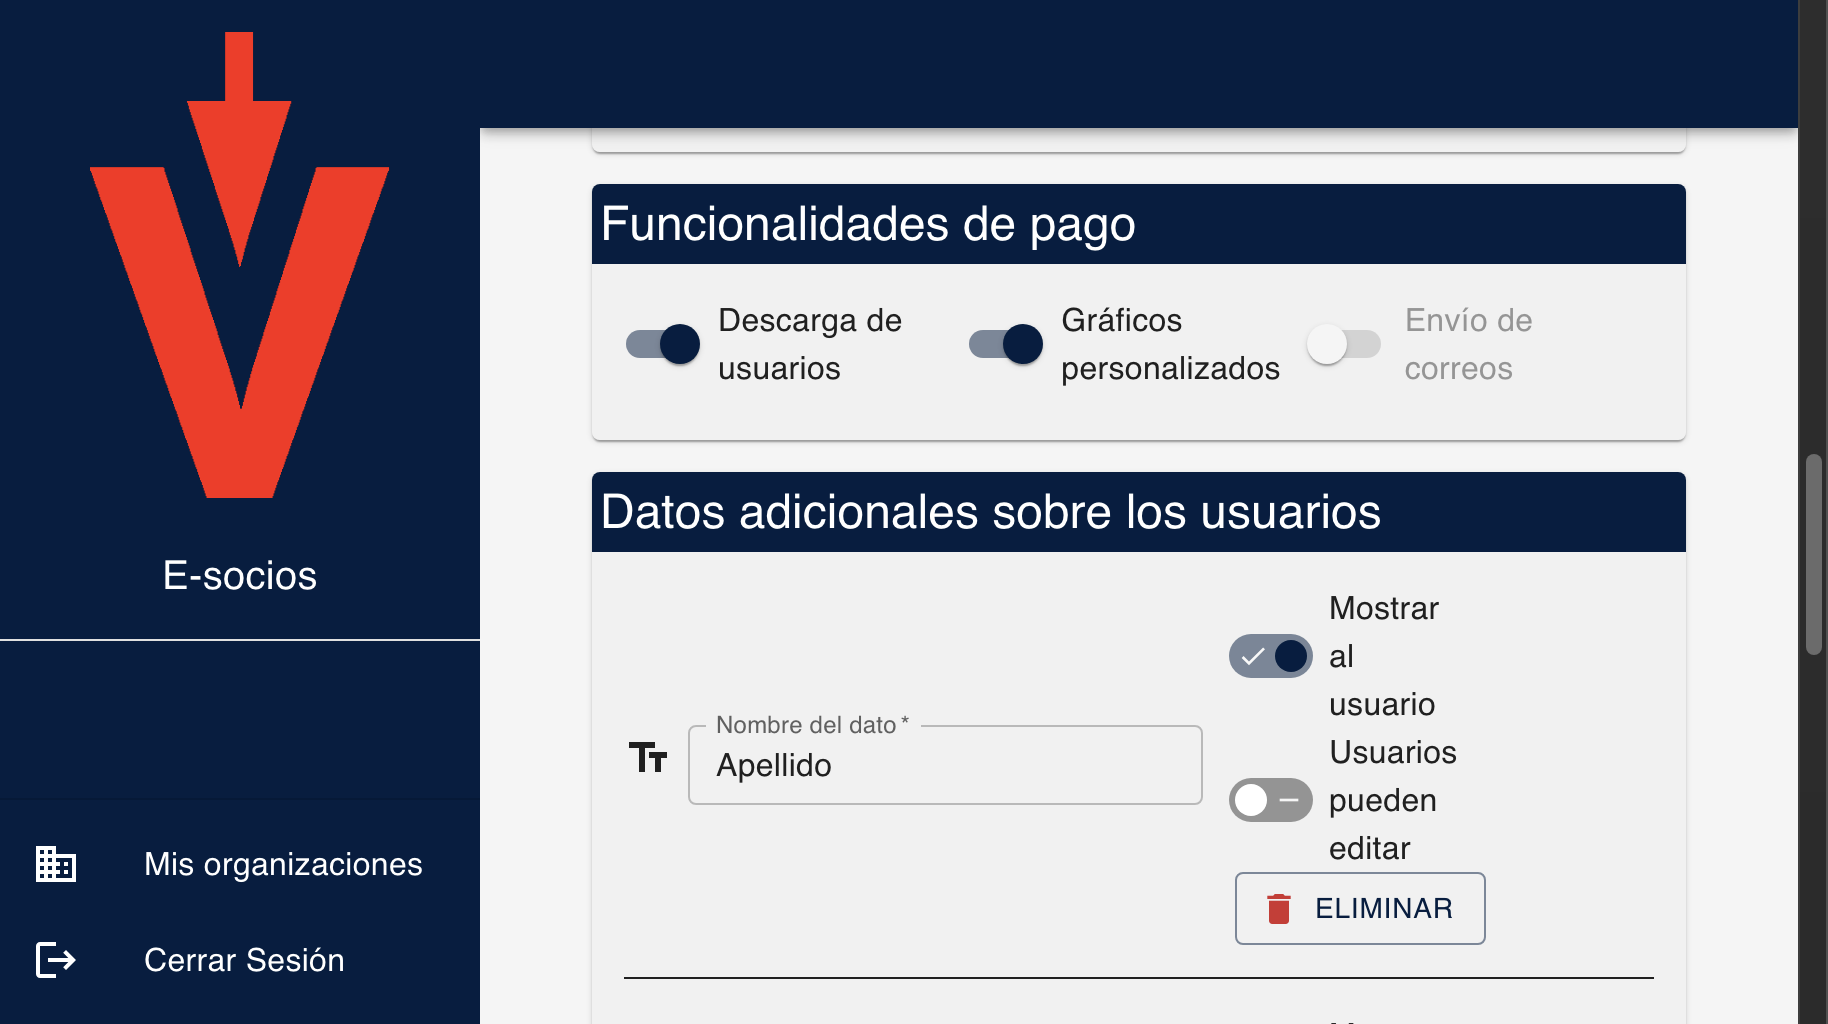 E-socios
Mis organizaciones
Cerrar Sesión
Funcionalidades de pago
Descarga de
usuarios
Gráficos
personalizados
Envío de
correos
Datos adicionales sobre los usuarios
Nombre del dato *
Apellido
Mostrar
al
usuario
Usuarios
pueden
editar
ELIMINAR